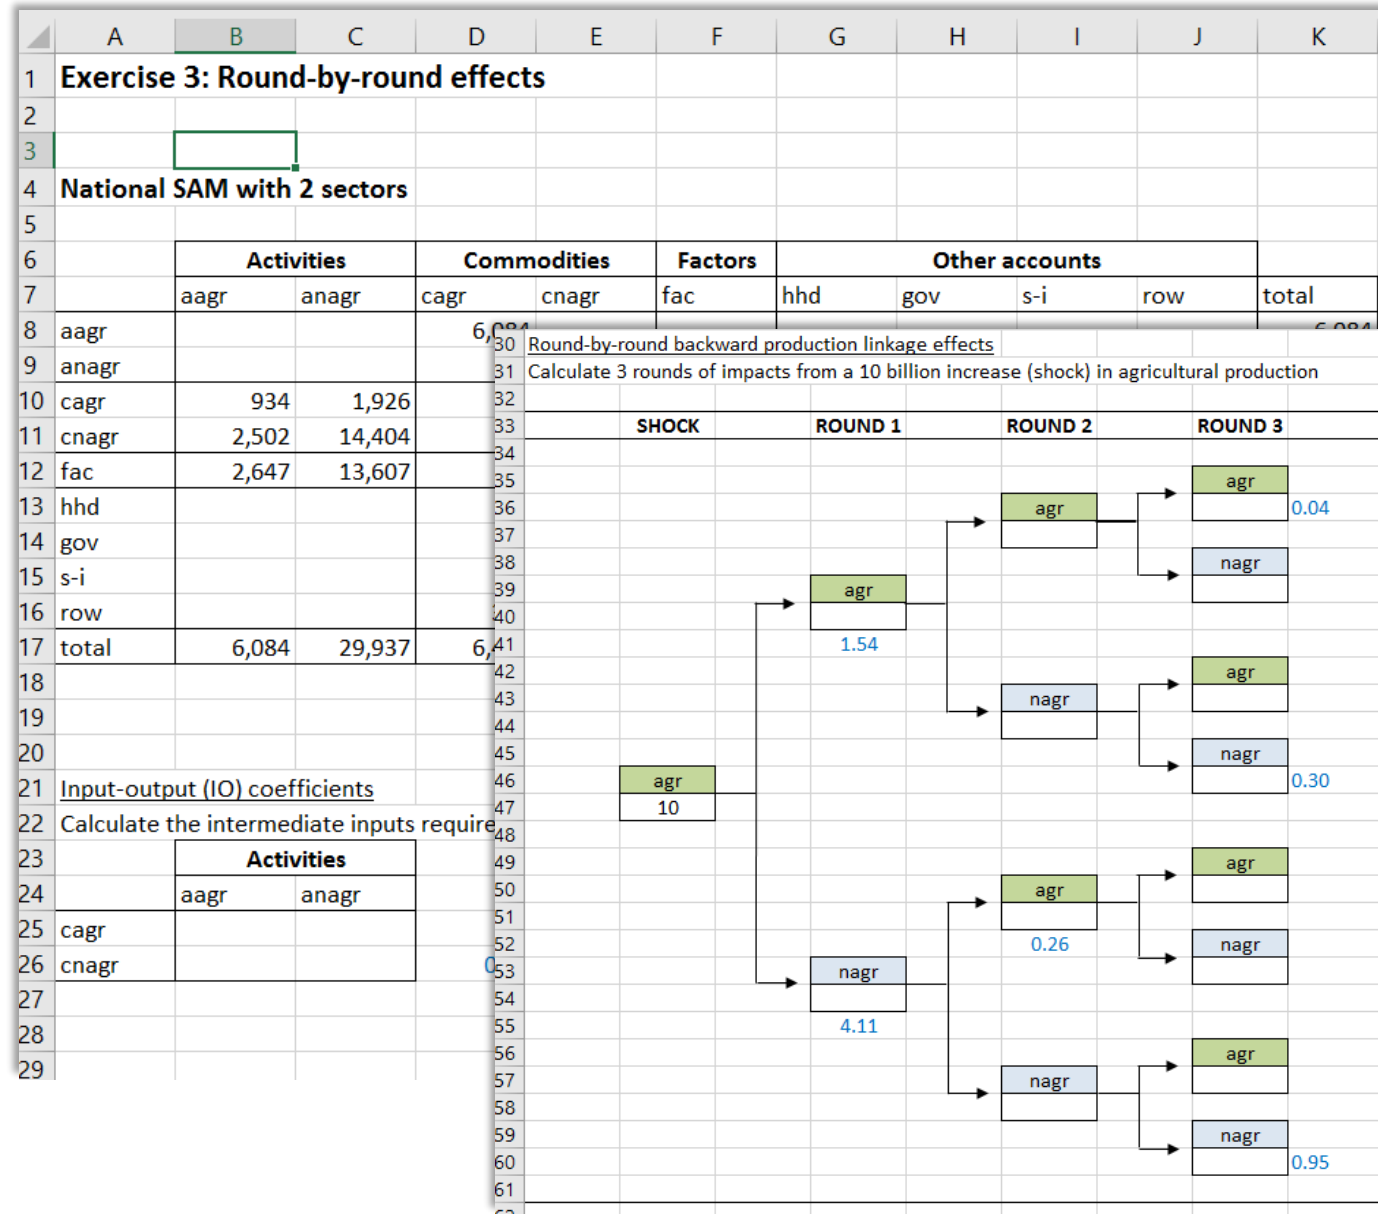 A B C D E F G H I J K
1 Exercise 3: Round-by-round effects
2
3
4 National SAM with 2 sectors
5
6 Activities Commodities Factors Other accounts
7 aagr anagr cagr cnagr fac hhd gov s-i row total
8 aagr 6,084 6,084
9 anagr
10 cagr 934 1,926
11 cnagr 2,502 14,404
12 fac 2,647 13,607
13 hhd
14 gov
15 s-i
16 row
17 total 6,084 29,937 6,
18
19
20
21 Input-output (IO) coefficients
22 Calculate the intermediate inputs require
23 Activities
24 aagr anagr
25 cagr
26 cnagr 0
27
28
29
30 Round-by-round backward production linkage effects
31 Calculate 3 rounds of impacts from a 10 billion increase (shock) in agricultural production
32
33 SHOCK ROUND 1 ROUND 2 ROUND 3
34
35 agr
36 agr 0.04
37
38 nagr
39 agr
40
41 1.54
42 agr
43 nagr
44
45 nagr
46 agr 0.30
47 10
48
49 agr
50 agr
51
52 0.26 nagr
53 nagr
54
55 4.11
56 agr
57 nagr
58
59 nagr
60 0.95
61